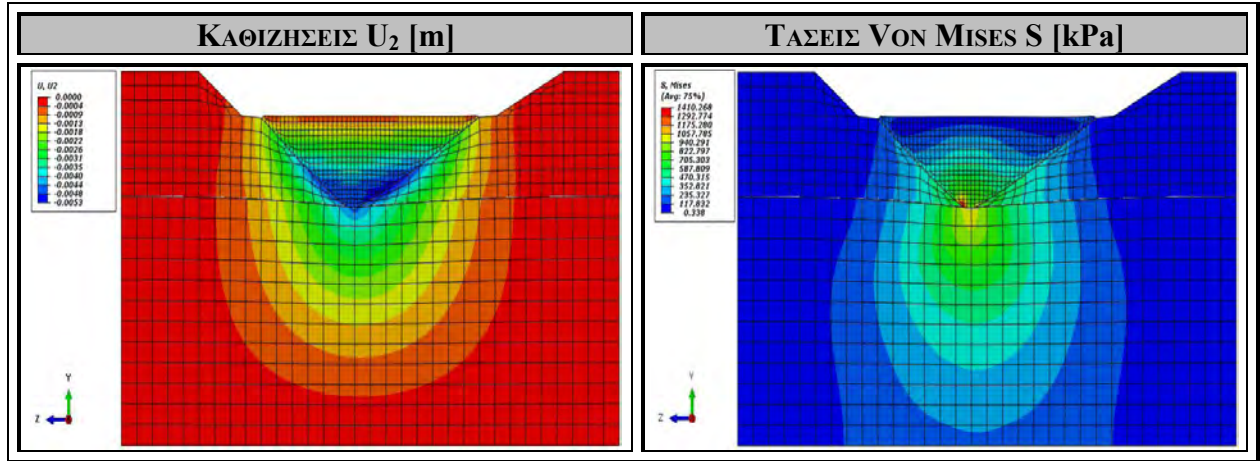 ΚΑΘΙΖΗΣΕΙΣ U2 [m]
ΤΑΣΕΙΣ VON MISES S [kPa]
U, U2
0.0000
-0.0004
-0.0009
-0.0013
-0.0018
-0.0022
-0.0026
-0.0031
-0.0035
-0.0040
-0.0044
-0.0048
-0.0053
Y
Z
S, Mises
(Avg: 75%)
1410.268
1292.774
1175.280
1057.785
940.291
822.797
705.303
587.809
470.315
352.821
235.327
117.832
0.338
Y
Z